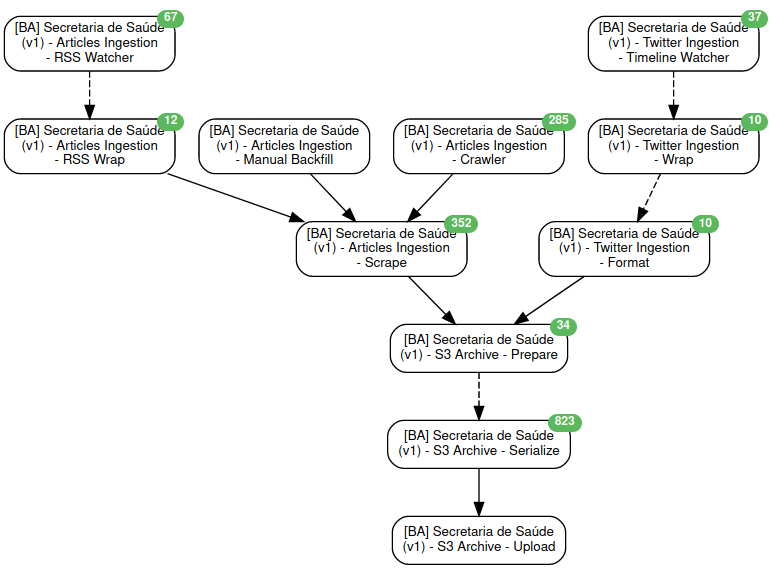 67
[BA] Secretaria de Saúde
(v1) - Articles Ingestion
- RSS Watcher
37
[BA] Secretaria de Saúde
(v1) - Twitter Ingestion
- Timeline Watcher
12
[BA] Secretaria de Saúde
(v1) - Articles Ingestion
- RSS Wrap
[BA] Secretaria de Saúde
(v1) - Articles Ingestion
- Manual Backfill
285
[BA] Secretaria de Saúde
(v1) - Articles Ingestion
- Crawler
10
[BA] Secretaria de Saúde
(v1) - Twitter Ingestion
- Wrap
352
[BA] Secretaria de Saúde
(v1) - Articles Ingestion
- Scrape
10
[BA] Secretaria de Saúde
(v1) - Twitter Ingestion
- Format
34
[BA] Secretaria de Saúde
(v1) - S3 Archive - Prepare
823
[BA] Secretaria de Saúde
(v1) - S3 Archive - Serialize
[BA] Secretaria de Saúde
(v1) - S3 Archive - Upload